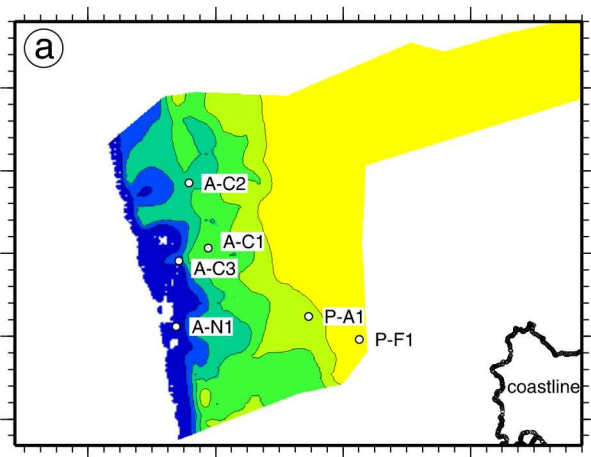 a
A-C2
A-C1
A-C3
A-N1
P-A1
P-F1
coastline